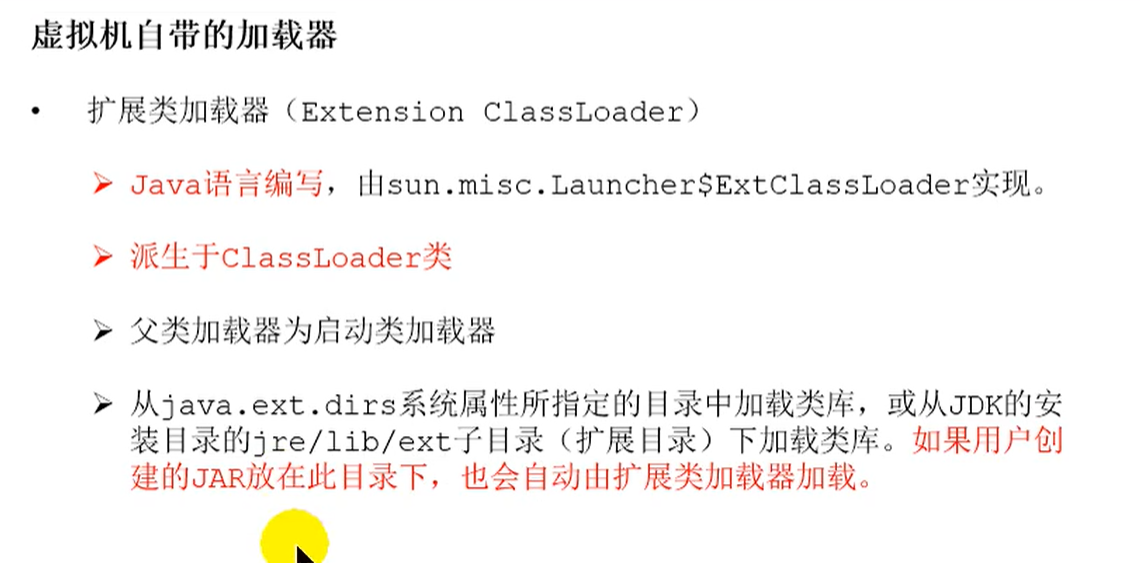 虚拟机自带的加载器
• 扩展类加载器（Extension ClassLoader）
➢ Java语言编写，由sun.misc.Launcher$ExtClassLoader实现。
➢ 派生于ClassLoader类
➢ 父类加载器为启动类加载器
➢ 从java.ext.dirs系统属性所指定的目录中加载类库，或从JDK的安
装目录的jre/lib/ext子目录（扩展目录）下加载类库。如果用户创
建的JAR放在此目录下，也会自动由扩展类加载器加载。